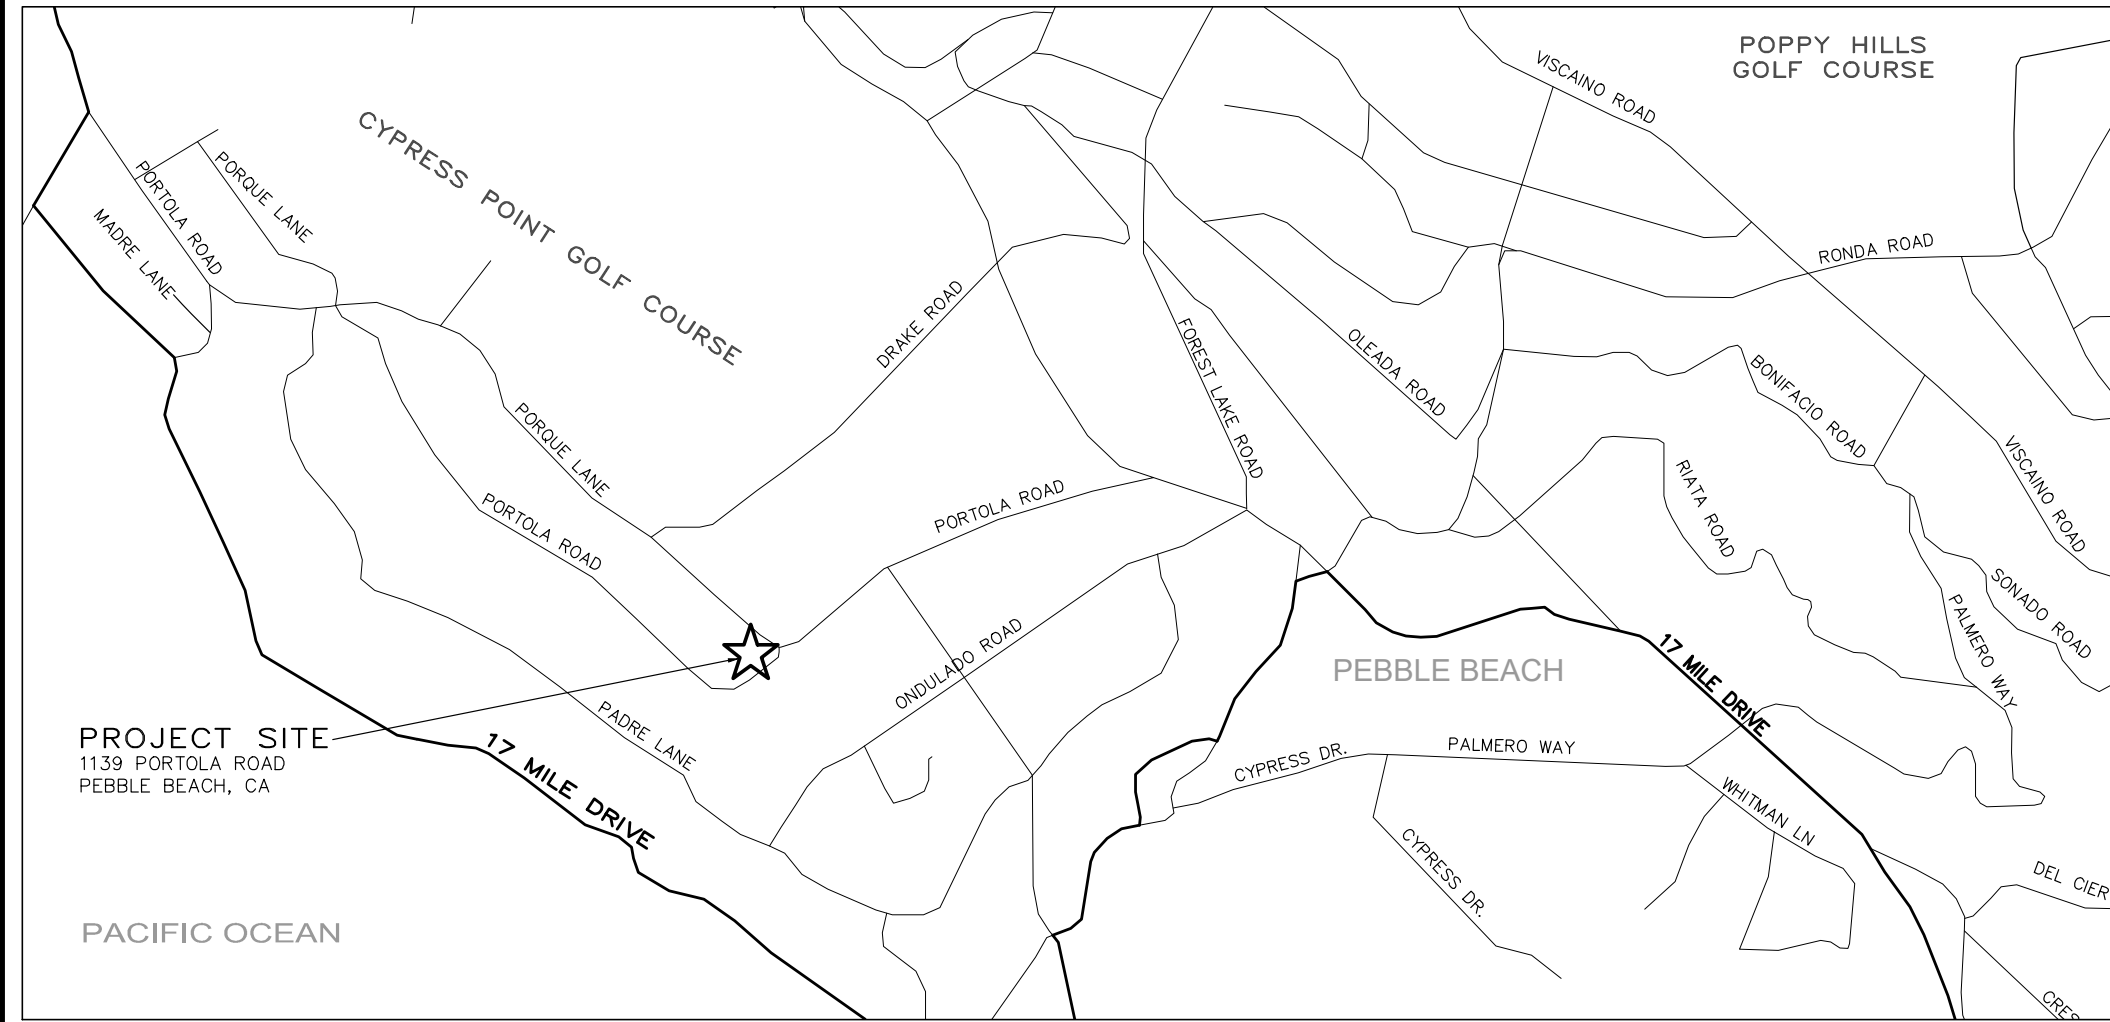 POPPY HILLS
GOLF COURSE
VISCAINO ROAD
CYPRESS POINT GOLF COURSE
PORQUE LANE
PORTOLA ROAD
MADRE LANE
RONDA ROAD
DRAKE ROAD
FOREST LAKE ROAD
OLEADA ROAD
BONIFACIO ROAD
PORQUE LANE
PORTOLA ROAD
PORTOLA ROAD
RIATA ROAD
VISCAINO ROAD
SONADO ROAD
PALMERO WAY
ONDULADO ROAD
PEBBLE BEACH
17 MILE DRIVE
PADRE LANE
PROJECT SITE
1139 PORTOLA ROAD
PEBBLE BEACH, CA
17 MILE DRIVE
CYPRESS DR.
PALMERO WAY
WHITMAN LN
CYPRESS DR.
DEL CIER
PACIFIC OCEAN
CRES